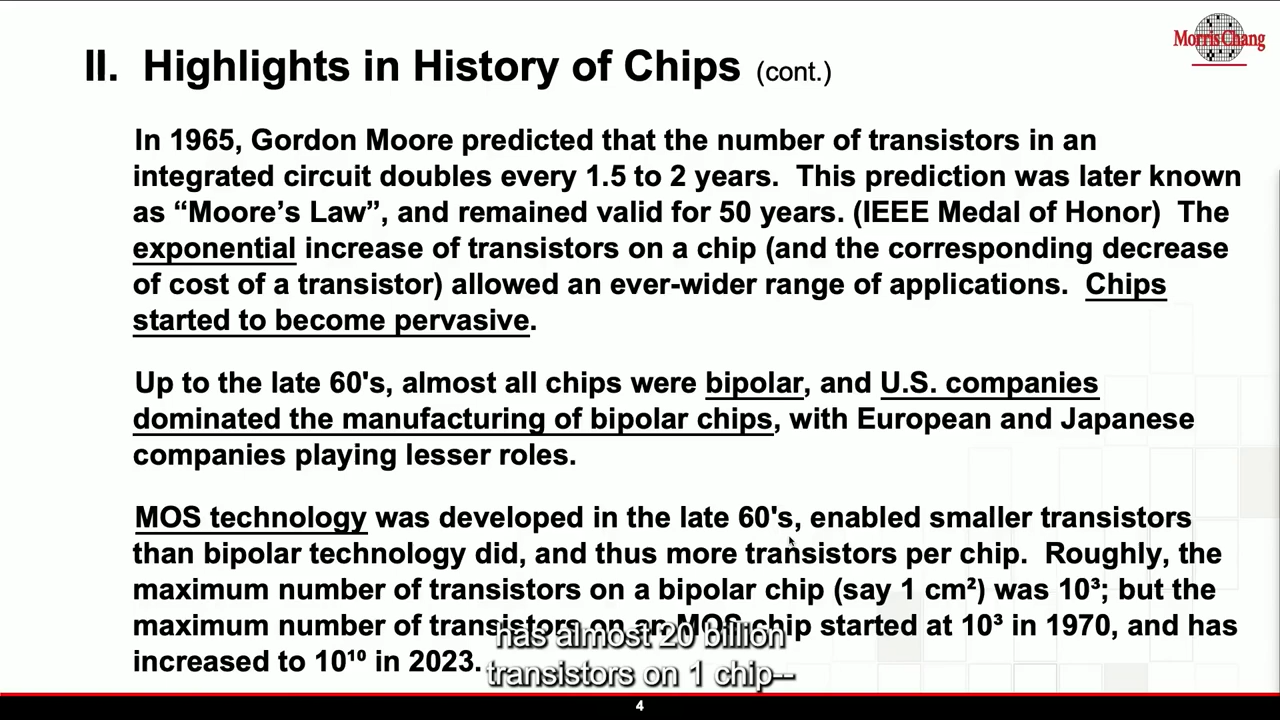 Morris Chang
II. Highlights in History of Chips (cont.)
In 1965, Gordon Moore predicted that the number of transistors in an
integrated circuit doubles every 1.5 to 2 years. This prediction was later known
as “Moore’s Law”, and remained valid for 50 years. (IEEE Medal of Honor) The
exponential increase of transistors on a chip (and the corresponding decrease
of cost of a transistor) allowed an ever-wider range of applications. Chips
started to become pervasive.
Up to the late 60's, almost all chips were bipolar, and U.S. companies
dominated the manufacturing of bipolar chips, with European and Japanese
companies playing lesser roles.
MOS technology was developed in the late 60's, enabled smaller transistors
than bipolar technology did, and thus more transistors per chip. Roughly, the
maximum number of transistors on a bipolar chip (say 1 cm²) was 10³; but the
maximum number of transistors on an MOS chip started at 10³ in 1970, and has
increased to 10¹⁰ in 2023.
has almost 20 billion
transistors on 1 chip--
4